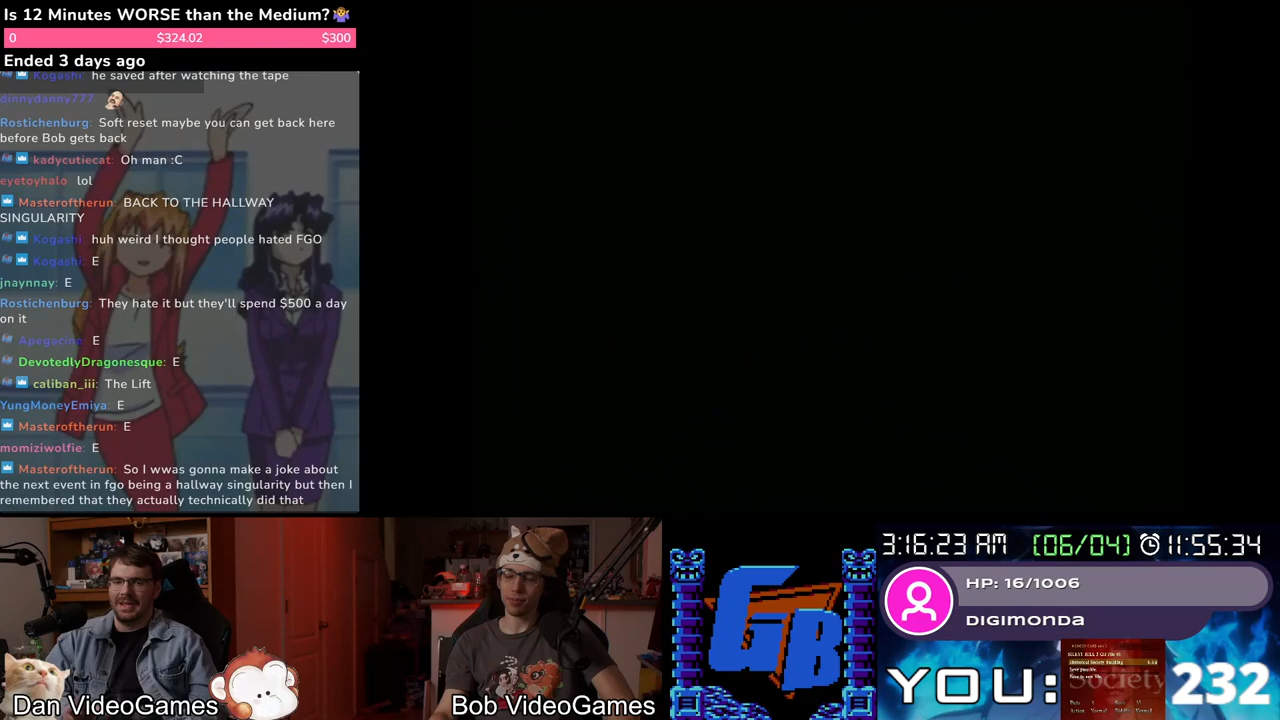 Is 12 Minutes WORSE than the Medium?🤷
0 $324.02 $300
Ended 3 days ago
Kogashi: he saved after watching the tape
dinnydanny777
Rostichenburg: Soft reset maybe you can get back here
before Bob gets back
kadycutiecat: Oh man :C
eyetoyhalo: lol
Masteroftherun: BACK TO THE HALLWAY
SINGULARITY
Kogashi: huh weird I thought people hated FGO
Kogashi: E
jnaynnay: E
Rostichenburg: They hate it but they'll spend $500 a day
on it
Apegacine: E
DevotedlyDragonesque: E
caliban_iii: The Lift
YungMoneyEmiya: E
Masteroftherun: E
momiziwolfie: E
Masteroftherun: So I wwas gonna make a joke about
the next event in fgo being a hallway singularity but then I
remembered that they actually technically did that
Dan VideoGames
Bob VideoGames
GB
3:16:23 AM [06/04] 11:55:34
HP: 16/1006
DIGIMONDA
YOU:
Society
232